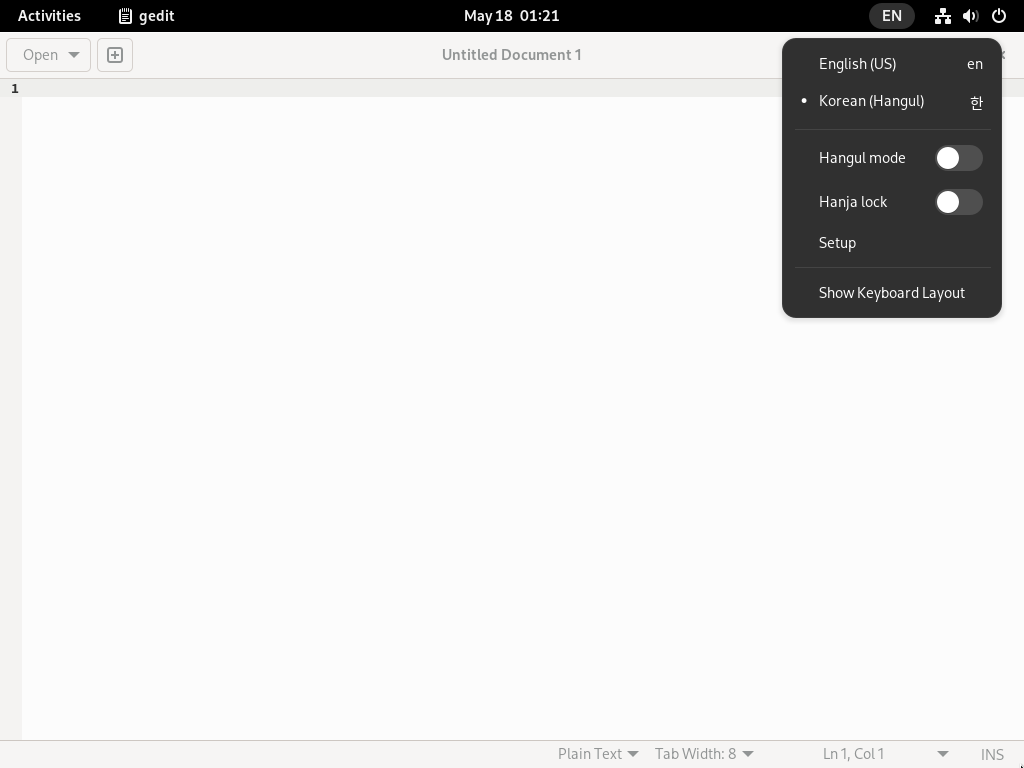 Activities gedit May 18 01:21 EN
Open Untitled Document 1
1
English (US) en
• Korean (Hangul) 한
Hangul mode
Hanja lock
Setup
Show Keyboard Layout
Plain Text Tab Width: 8 Ln 1, Col 1 INS